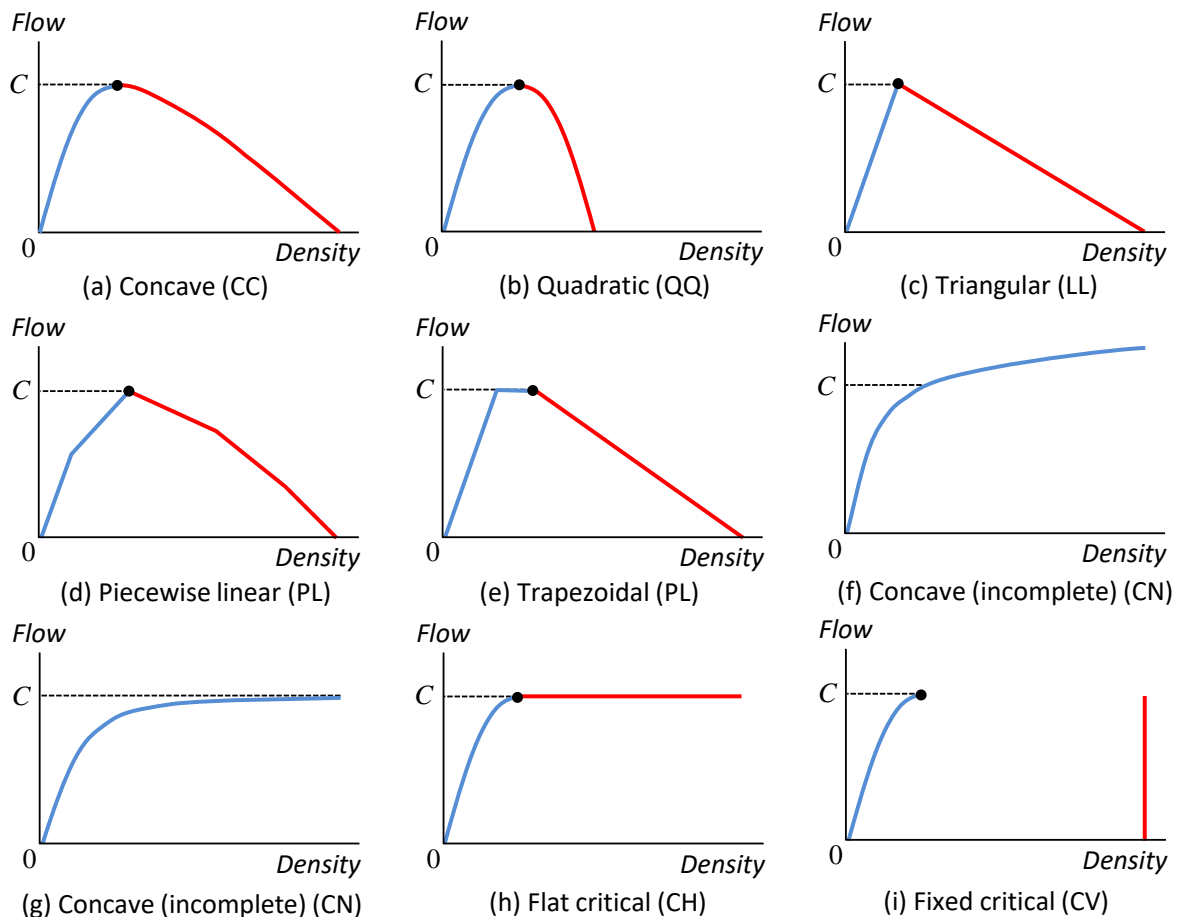 Flow Flow Flow
C C C
0 0 0
Density Density Density
(a) Concave (CC) (b) Quadratic (QQ) (c) Triangular (LL)
Flow Flow Flow
C C C
0 0 0
Density Density Density
(d) Piecewise linear (PL) (e) Trapezoidal (PL) (f) Concave (incomplete) (CN)
Flow Flow Flow
C C C
0 0 0
Density Density Density
(g) Concave (incomplete) (CN) (h) Flat critical (CH) (i) Fixed critical (CV)